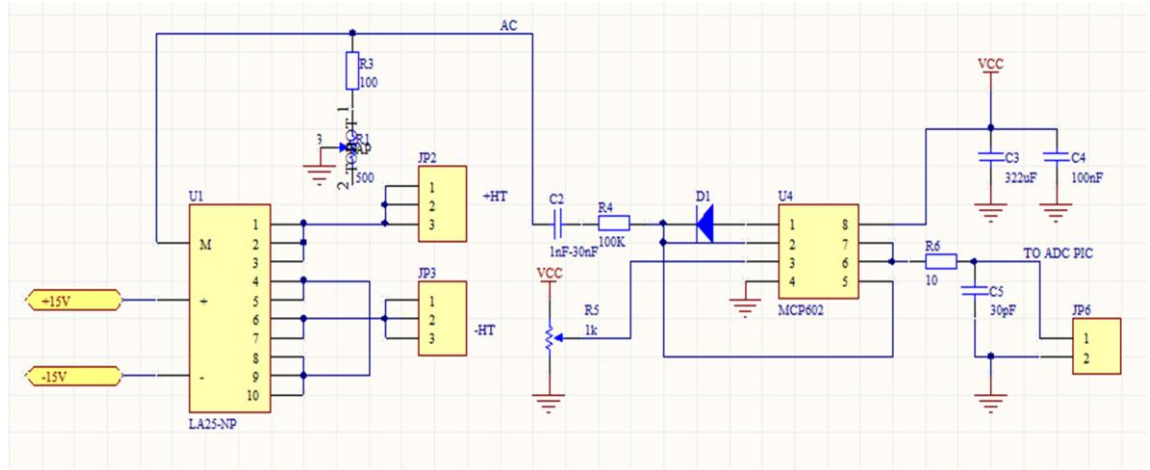 AC
R3
100
1
3
R1
2
500
JP2
1
2
3
+HT
U1
M
+
-
1
2
3
4
5
6
7
8
9
10
LA25-NP
+15V
-15V
JP3
1
2
3
-HT
C2
1nF-30nF
R4
100K
D1
VCC
R5
1k
U4
1
2
3
4
8
7
6
5
MCP602
VCC
C3
322uF
C4
100nF
R6
10
TO ADC PIC
C5
30pF
JP6
1
2